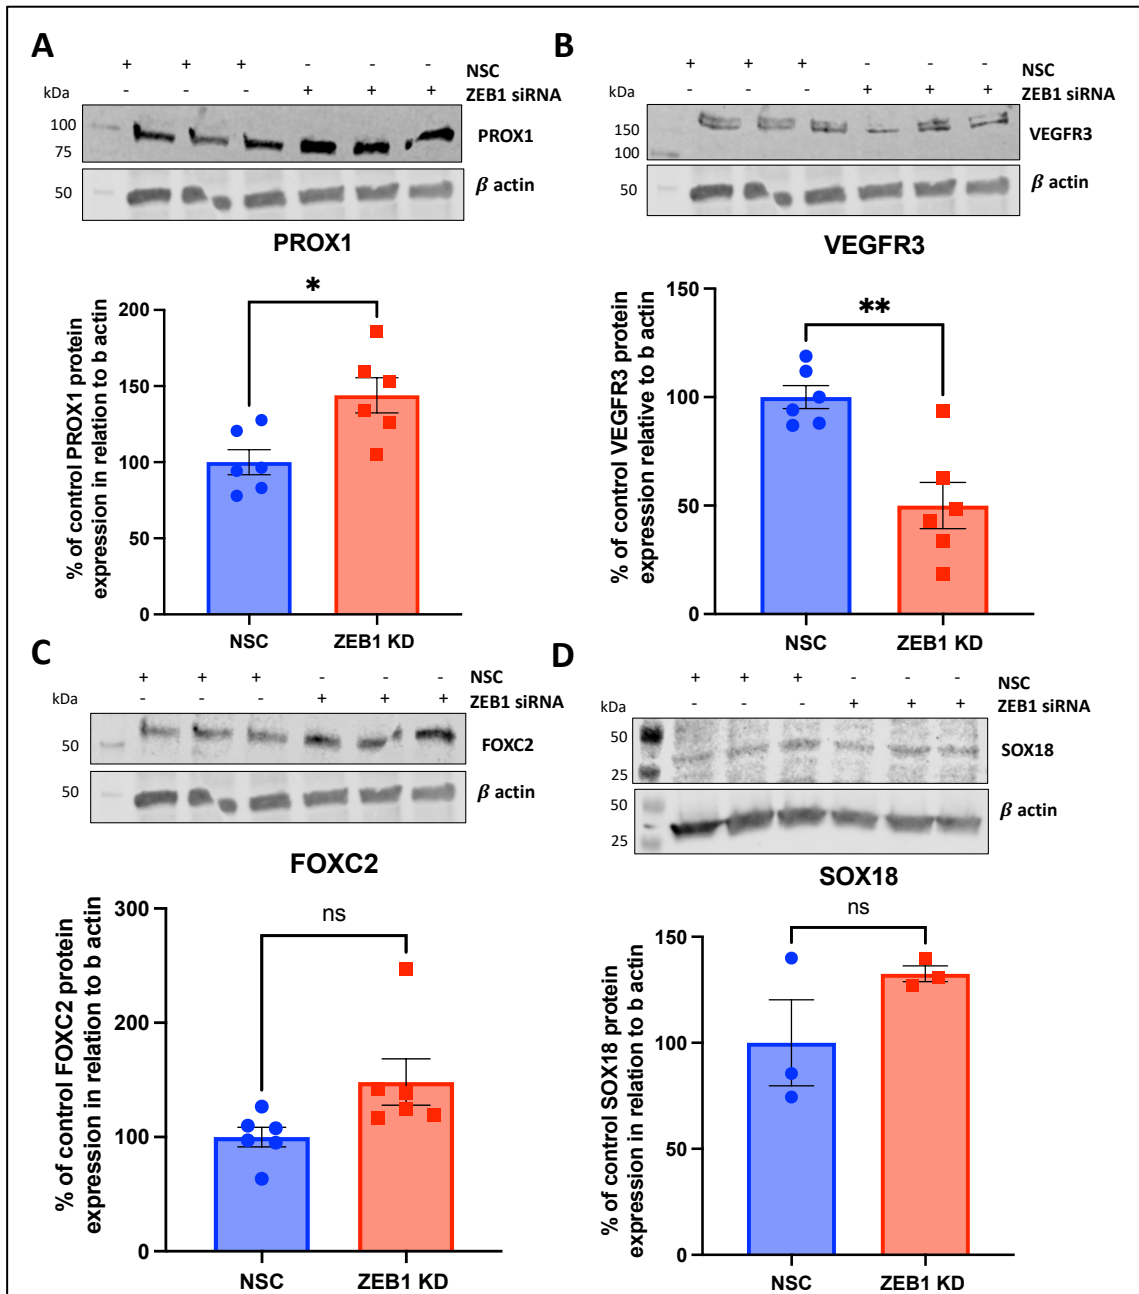 A
+ + + - - - NSC
kDa - - - + + + ZEB1 siRNA
100
75
PROX1
50
β actin
PROX1
% of control PROX1 protein
expression in relation to b actin
200
150
100
50
0
*
NSC ZEB1 KD
B
+ + + - - - NSC
kDa - - - + + + ZEB1 siRNA
150
100
VEGFR3
50
β actin
VEGFR3
% of control VEGFR3 protein
expression relative to b actin
150
100
50
0
**
NSC ZEB1 KD
C
+ + + - - - NSC
kDa - - - + + + ZEB1 siRNA
50
FOXC2
50
β actin
FOXC2
% of control FOXC2 protein
expression in relation to b actin
300
200
100
0
ns
NSC ZEB1 KD
D
+ + + - - - NSC
kDa - - - + + + ZEB1 siRNA
50
25
SOX18
50
25
β actin
SOX18
% of control SOX18 protein
expression in relation to b actin
150
100
50
0
ns
NSC ZEB1 KD